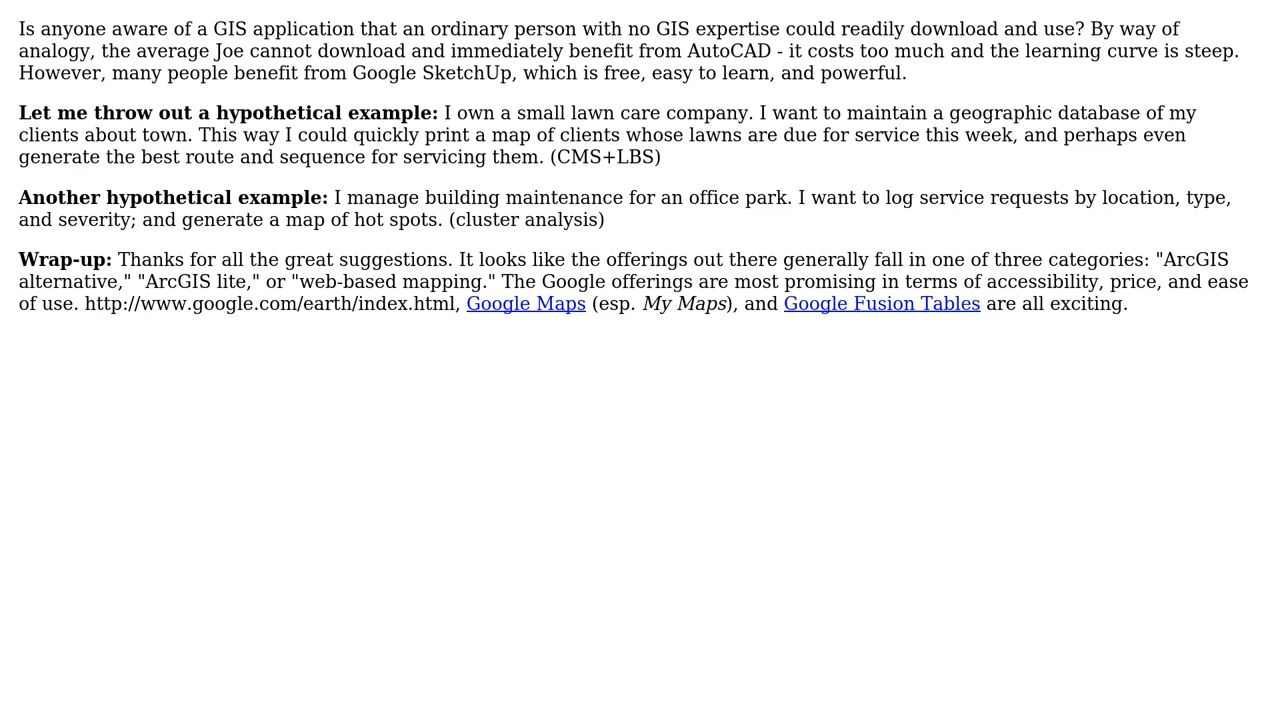 Is anyone aware of a GIS application that an ordinary person with no GIS expertise could readily download and use? By way of
analogy, the average Joe cannot download and immediately benefit from AutoCAD - it costs too much and the learning curve is steep.
However, many people benefit from Google SketchUp, which is free, easy to learn, and powerful.
Let me throw out a hypothetical example: I own a small lawn care company. I want to maintain a geographic database of my
clients about town. This way I could quickly print a map of clients whose lawns are due for service this week, and perhaps even
generate the best route and sequence for servicing them. (CMS+LBS)
Another hypothetical example: I manage building maintenance for an office park. I want to log service requests by location, type,
and severity; and generate a map of hot spots. (cluster analysis)
Wrap-up: Thanks for all the great suggestions. It looks like the offerings out there generally fall in one of three categories: "ArcGIS
alternative," "ArcGIS lite," or "web-based mapping." The Google offerings are most promising in terms of accessibility, price, and ease
of use. http://www.google.com/earth/index.html, Google Maps (esp. My Maps), and Google Fusion Tables are all exciting.